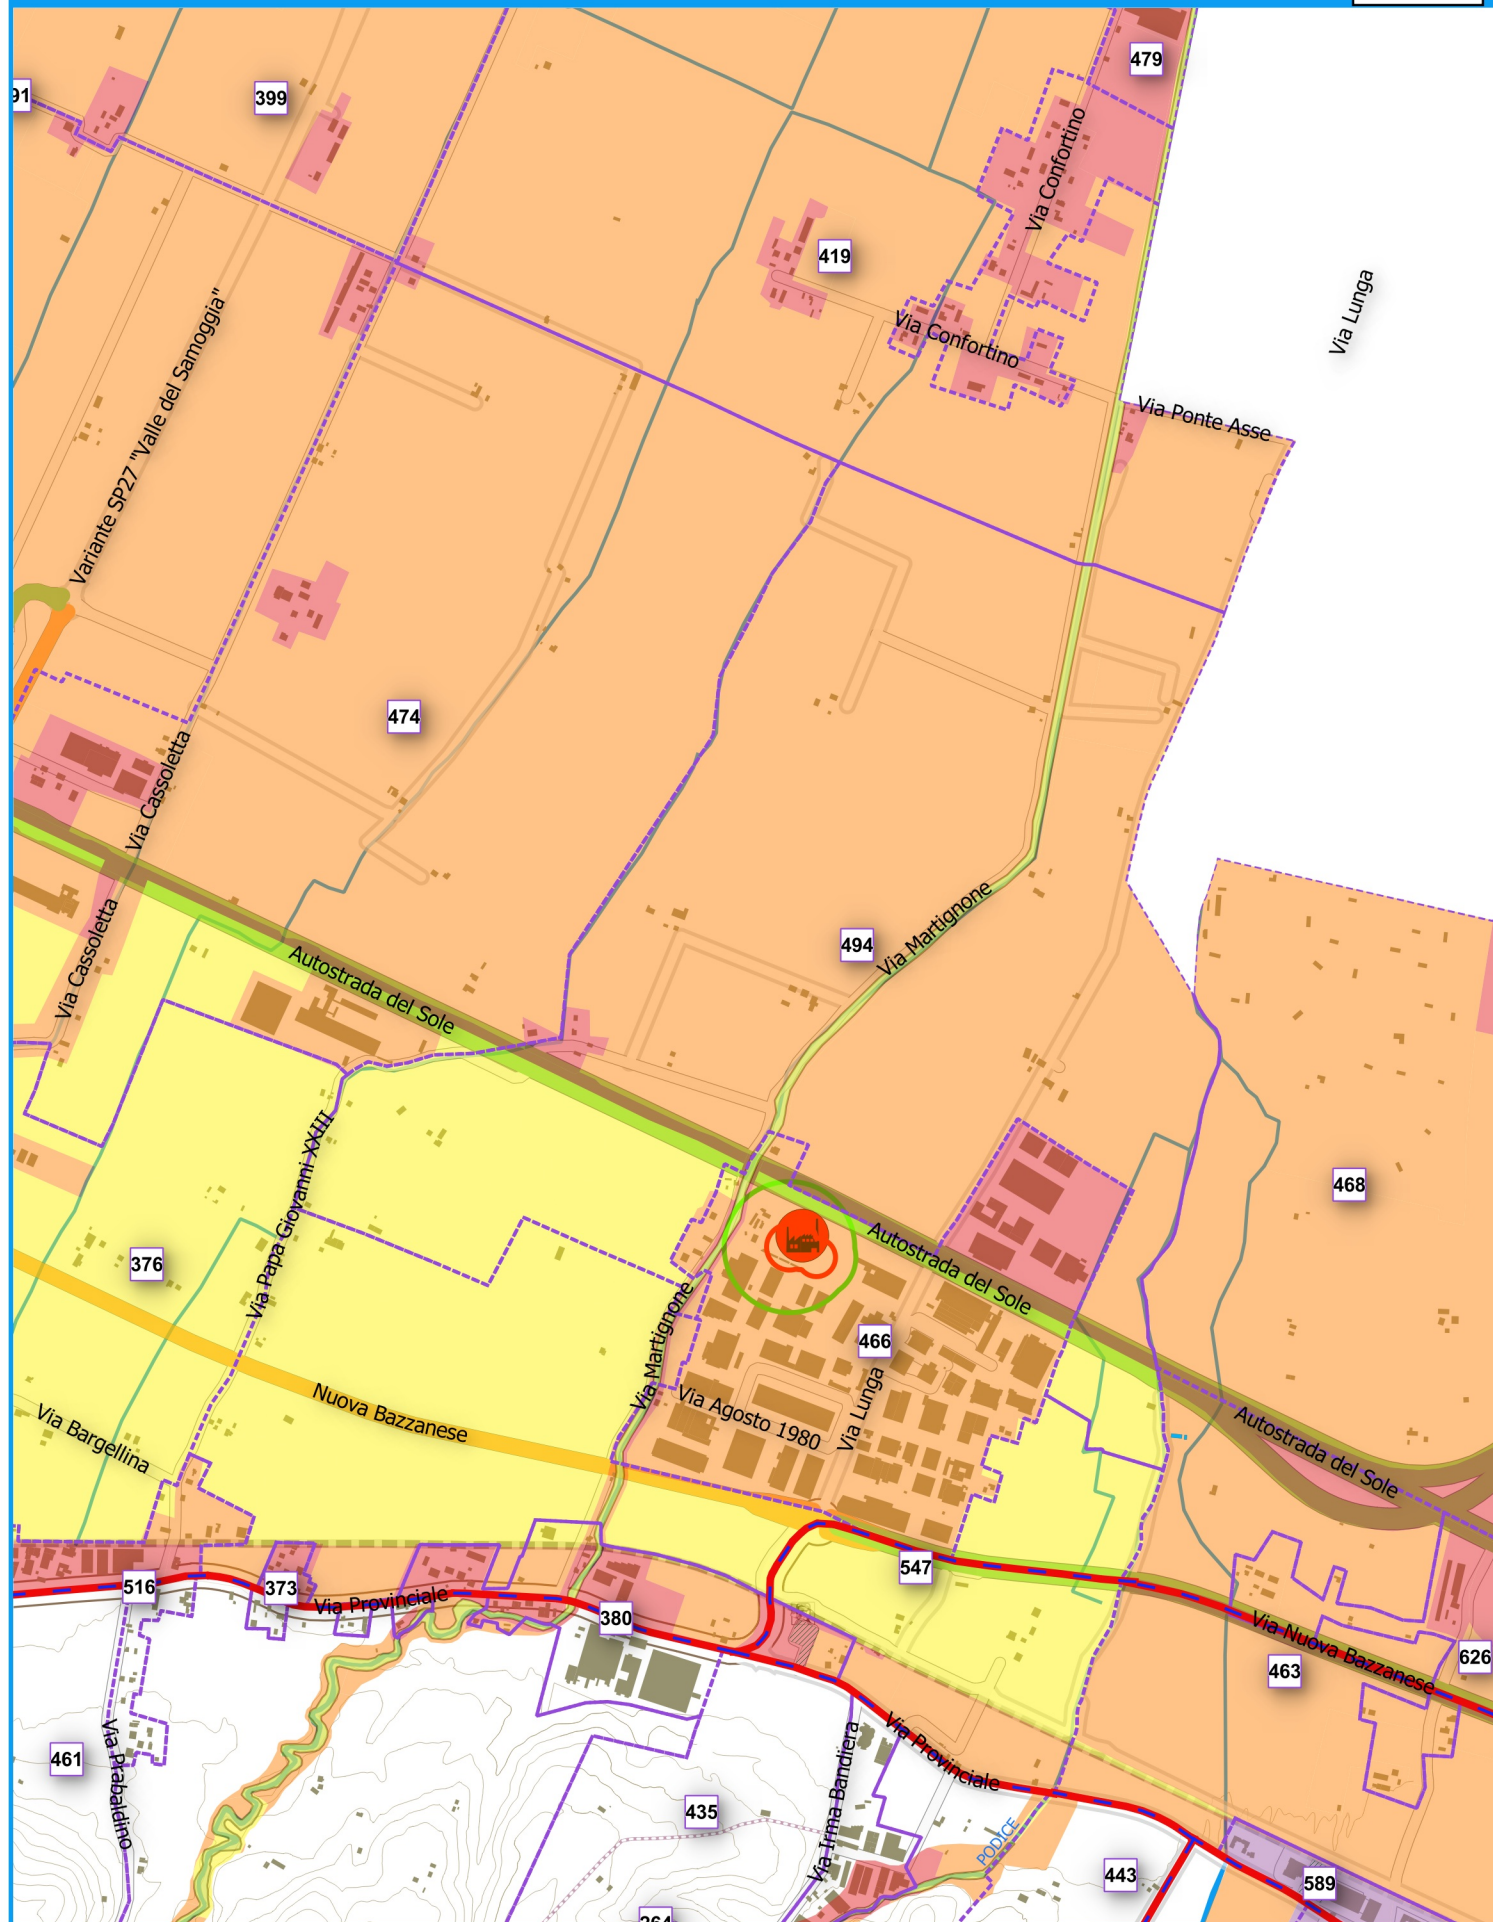 479
91
399
Via Confortino
419
Via Lunga
Via Confortino
Via Ponte Asse
Variante SP27 "Valle del Samoggia"
474
Via Cassoletta
494
Via Martignone
Via Cassoletta
Autostrada del Sole
468
Via Papa Giovanni XXIII
Autostrada del Sole
376
466
Via Martignone
Nuova Bazzanese
Via Agosto 1980
Via Lunga
Via Bargellina
Autostrada del Sole
547
516
373
Via Provinciale
380
Via Nuova Bazzanese
463
626
461
Via Prabaldino
Via Provinciale
Via Irma Bandiera
435
PODICE
443
589
264